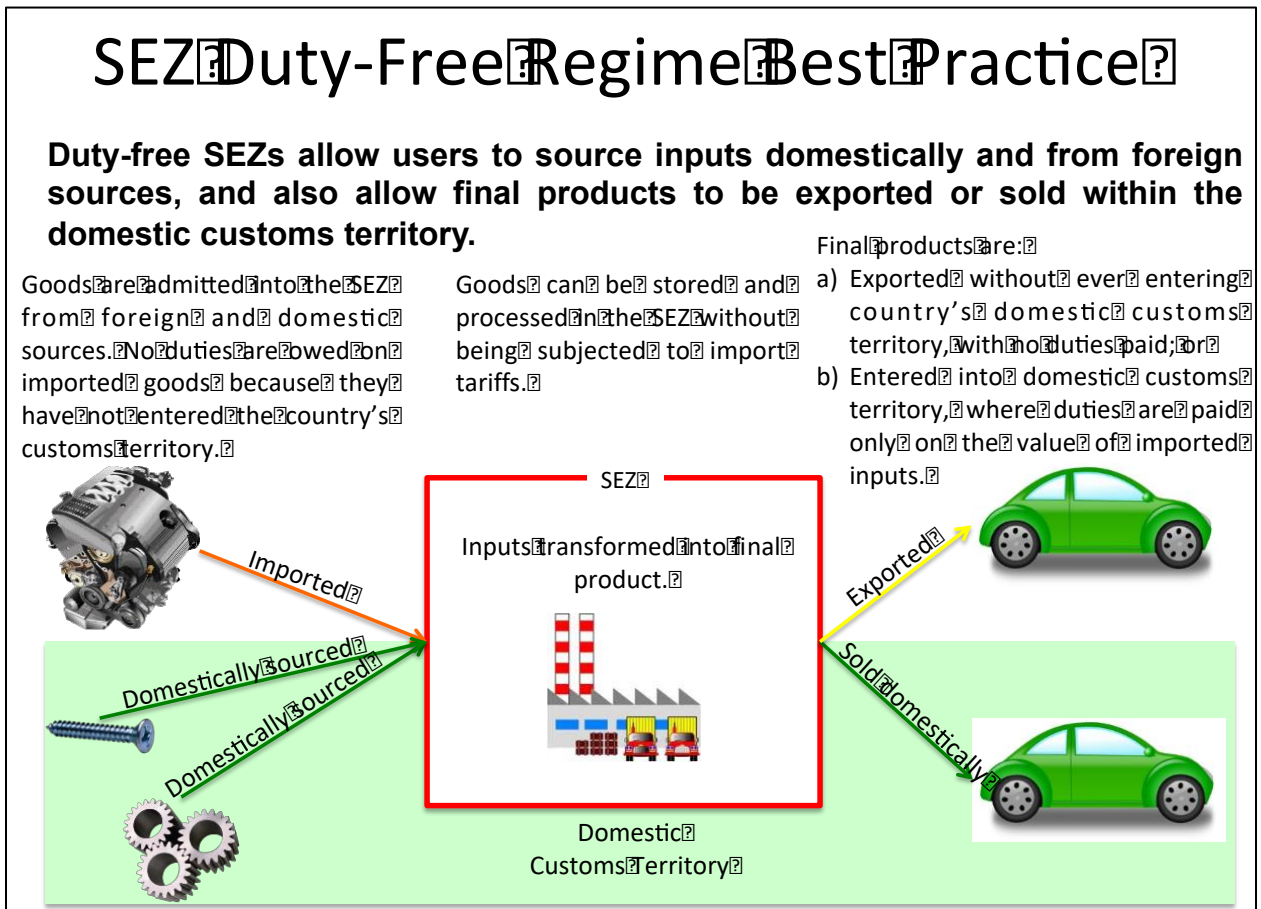 SEZ Duty-Free Regime Best Practice
Duty-free SEZs allow users to source inputs domestically and from foreign
sources, and also allow final products to be exported or sold within the
domestic customs territory.
Goods are admitted into the SEZ
from foreign and domestic
sources. No duties are owed on
imported goods because they
have not entered the country's
customs territory.
Goods can be stored and
processed in the SEZ without
being subjected to import
tariffs.
Final products are:
a) Exported without ever entering
country's domestic customs
territory, with no duties paid; or
b) Entered into domestic customs
territory, where duties are paid
only on the value of imported
inputs.
SEZ
Inputs transformed into final
product.
Imported
Domestically sourced
Domestically sourced
Exported
Sold domestically
Domestic
Customs Territory